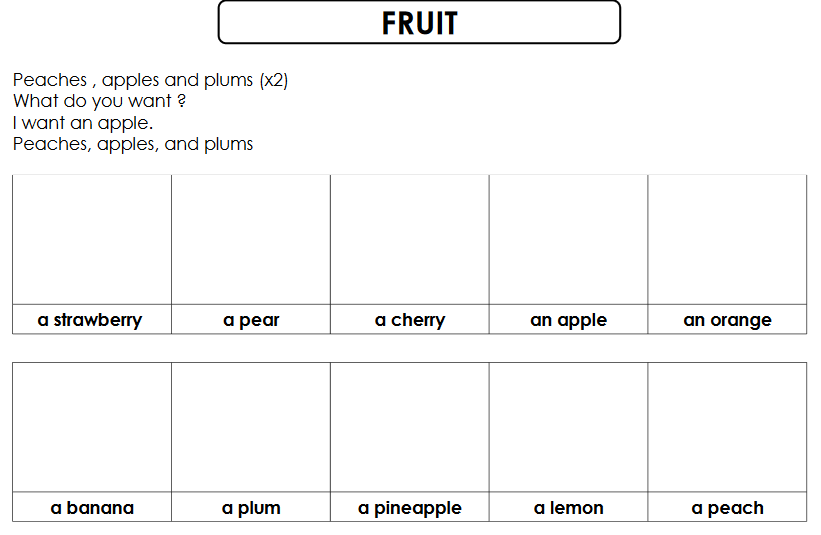 FRUIT
Peaches , apples and plums (x2)
What do you want ?
I want an apple.
Peaches, apples, and plums
a strawberry a pear a cherry an apple an orange
a banana a plum a pineapple a lemon a peach